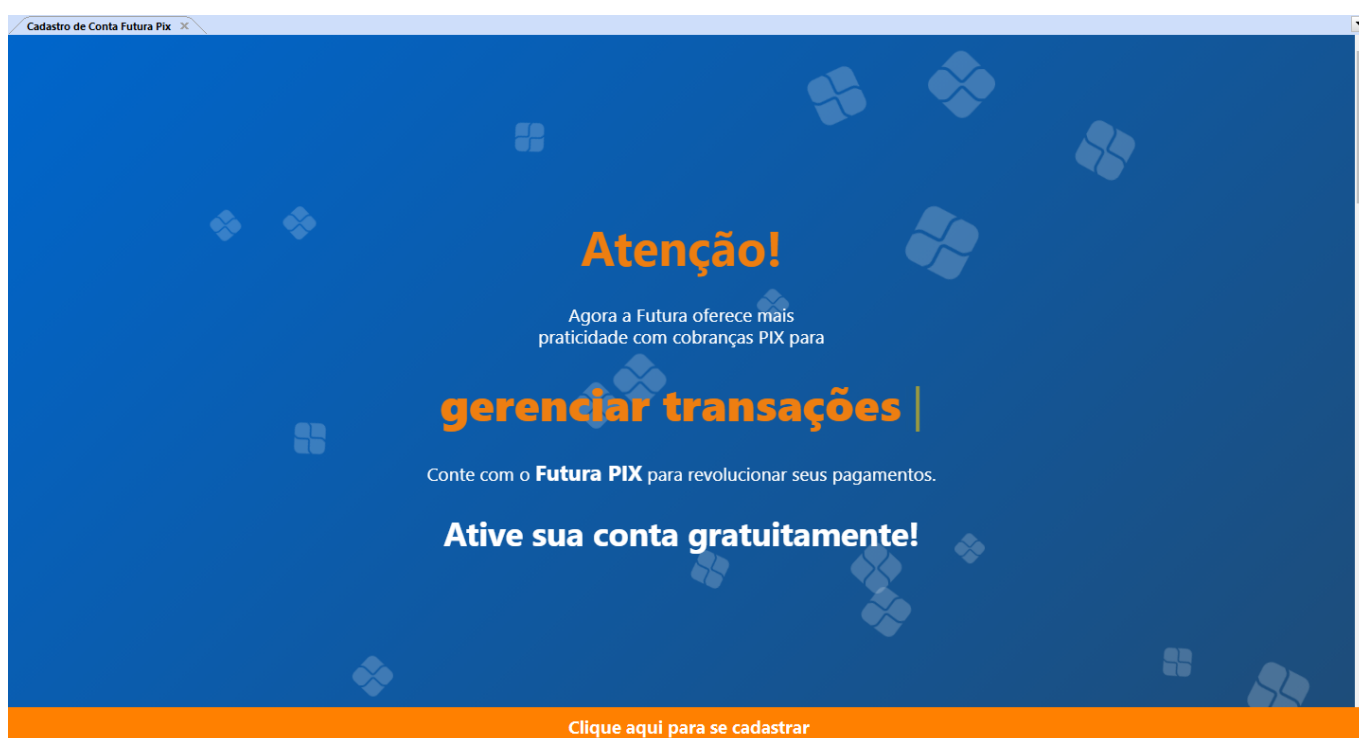 Cadastro de Conta Futura Pix
Atenção!
Agora a Futura oferece mais
praticidade com cobranças PIX para
gerenciar transações
Conte com o Futura PIX para revolucionar seus pagamentos.
Ative sua conta gratuitamente!
Clique aqui para se cadastrar